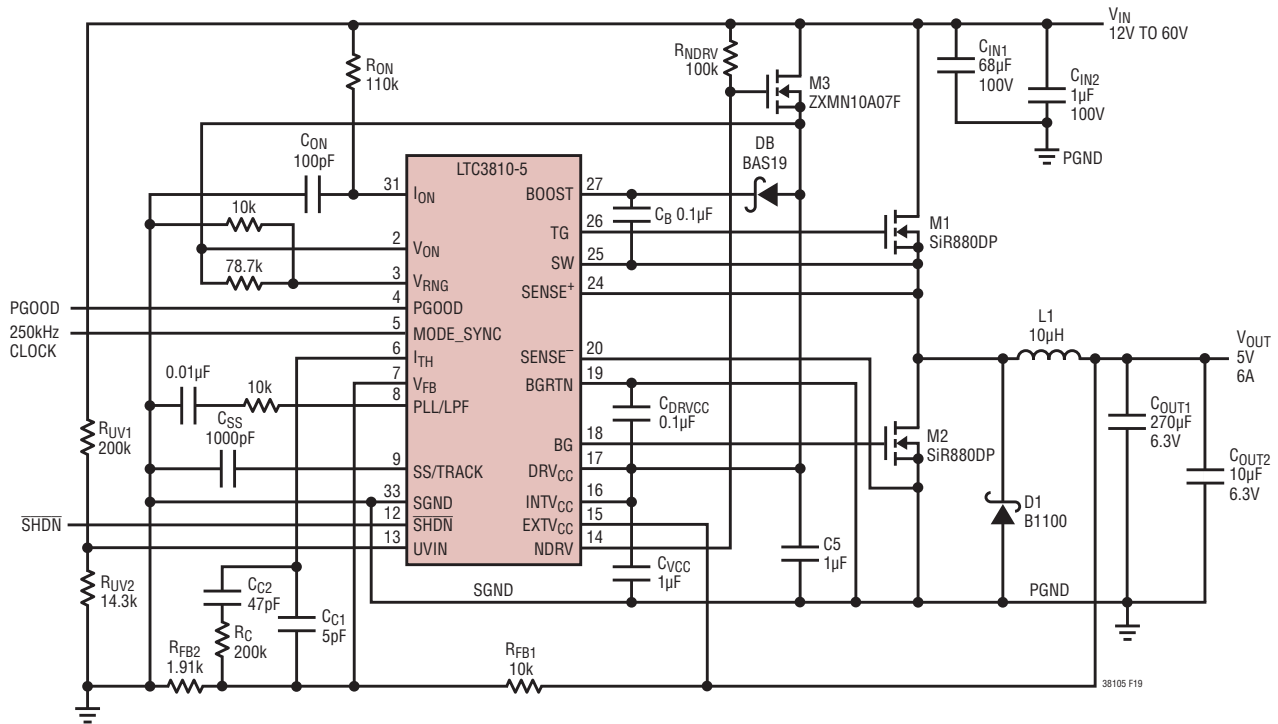 VIN
12V TO 60V
RON
110k
RNDRV
100k
M3
ZXMN10A07F
CIN1
68µF
100V
CIN2
1µF
100V
PGND
CON
100pF
DB
BAS19
LTC3810-5
31
ION
BOOST
27
CB 0.1µF
10k
TG
26
M1
SiR880DP
2
VON
SW
25
78.7k
3
VRNG
SENSE+
24
PGOOD
4
PGOOD
250kHz
CLOCK
5
MODE_SYNC
L1
10µH
VOUT
5V
6A
6
ITH
SENSE−
20
0.01µF
10k
7
VFB
BGRTN
19
8
PLL/LPF
CDRVCC
0.1µF
COUT1
270µF
6.3V
RUV1
200k
CSS
1000pF
BG
18
M2
SiR880DP
COUT2
10µF
6.3V
9
SS/TRACK
DRVCC
17
33
SGND
INTVCC
16
D1
B1100
SHDN
12
SHDN
EXTVCC
15
13
UVIN
NDRV
14
C5
1µF
RUV2
14.3k
CC2
47pF
SGND
CVCC
1µF
PGND
CC1
5pF
RC
200k
RFB2
1.91k
RFB1
10k
38105 F19